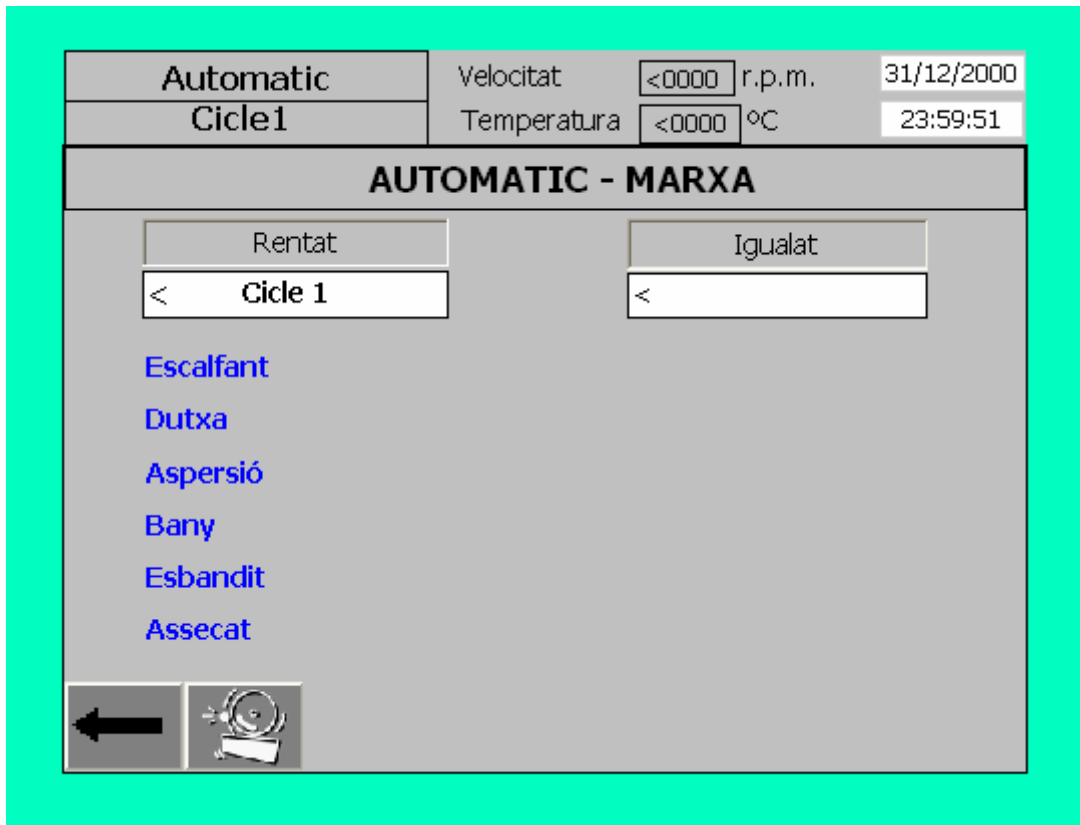 Automatic Velocitat <0000 r.p.m. 31/12/2000
Cicle1 Temperatura <0000 ºC 23:59:51
AUTOMATIC - MARXA
Rentat Igualat
< Cicle 1 <
Escalfant
Dutxa
Aspersió
Bany
Esbandit
Assecat